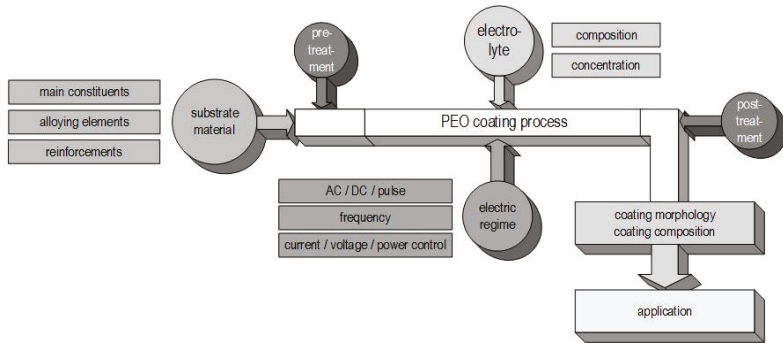 pre-
treat-
ment
electro-
lyte
composition
concentration
main constituents
alloying elements
reinforcements
substrate
material
PEO coating process
post-
treat-
ment
AC / DC / pulse
frequency
current / voltage / power control
electric
regime
coating morphology
coating composition
application